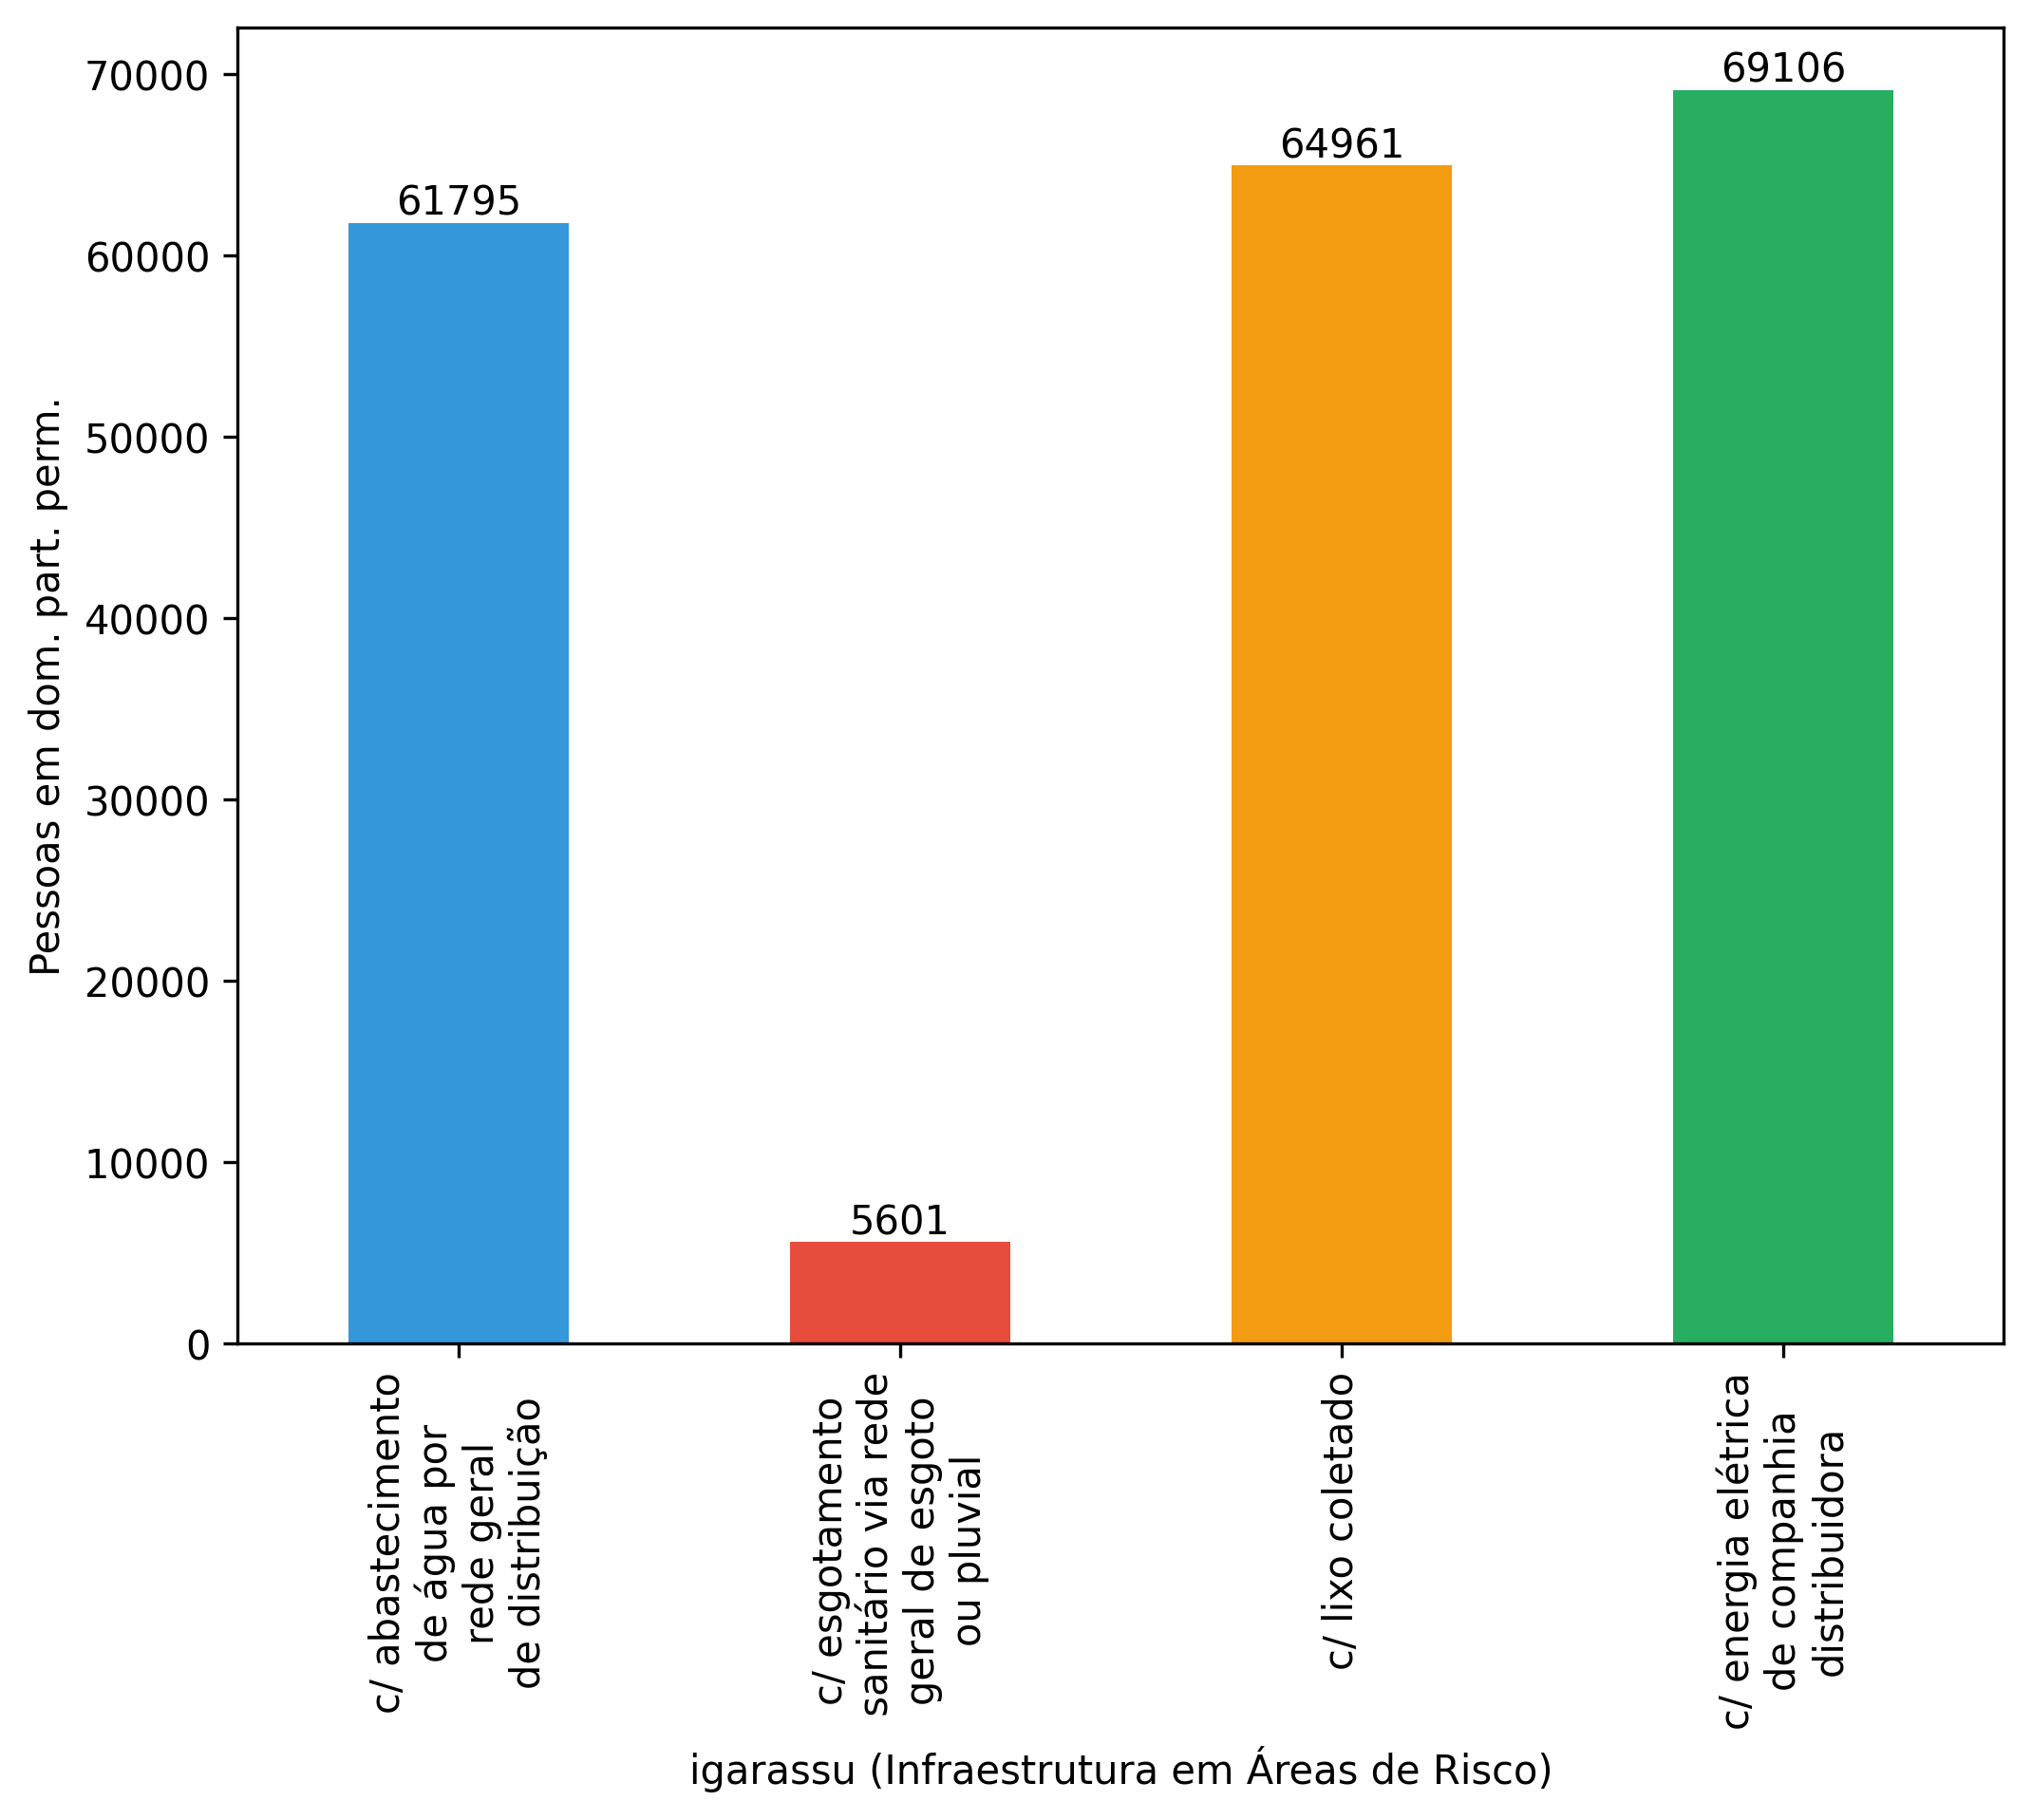 70000
60000
50000
40000
30000
20000
10000
0
Pessoas em dom. part. perm.
61795
5601
64961
69106
c/ abastecimento
de água por
rede geral
de distribuição
c/ esgotamento
sanitário via rede
geral de esgoto
ou pluvial
c/ lixo coletado
c/ energia elétrica
de companhia
distribuidora
igarassu (Infraestrutura em Áreas de Risco)